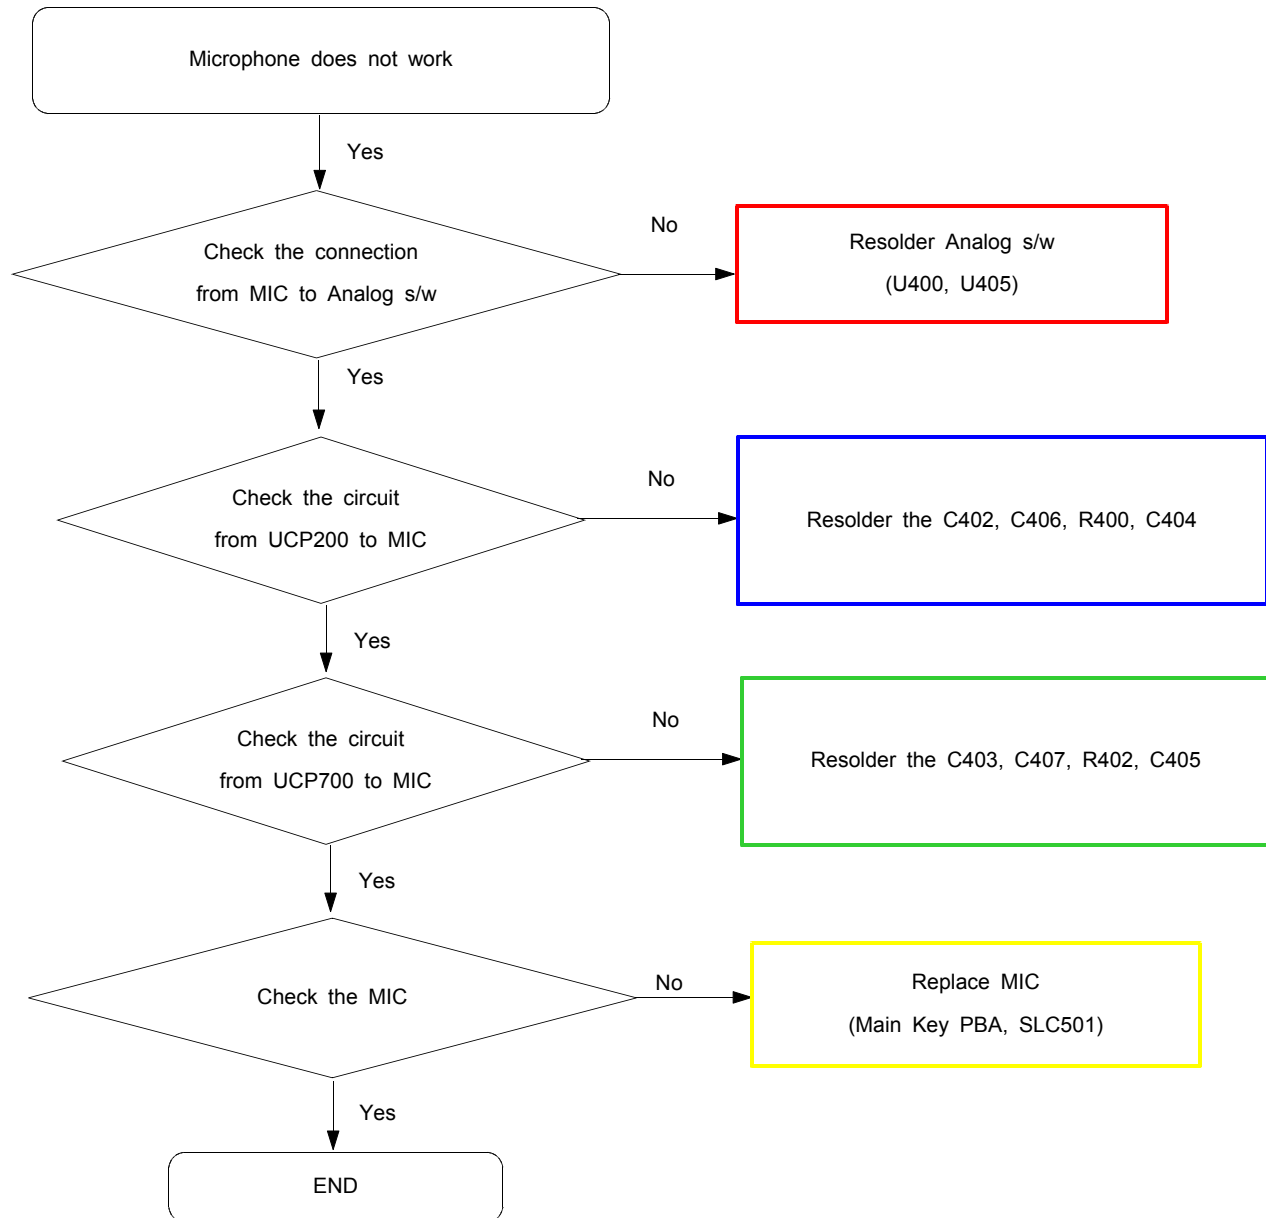 Microphone does not work
Yes
Check the connection
from MIC to Analog s/w
No
Resolder Analog s/w
(U400, U405)
Yes
Check the circuit
from UCP200 to MIC
No
Resolder the C402, C406, R400, C404
Yes
Check the circuit
from UCP700 to MIC
No
Resolder the C403, C407, R402, C405
Yes
Check the MIC
No
Replace MIC
(Main Key PBA, SLC501)
Yes
END